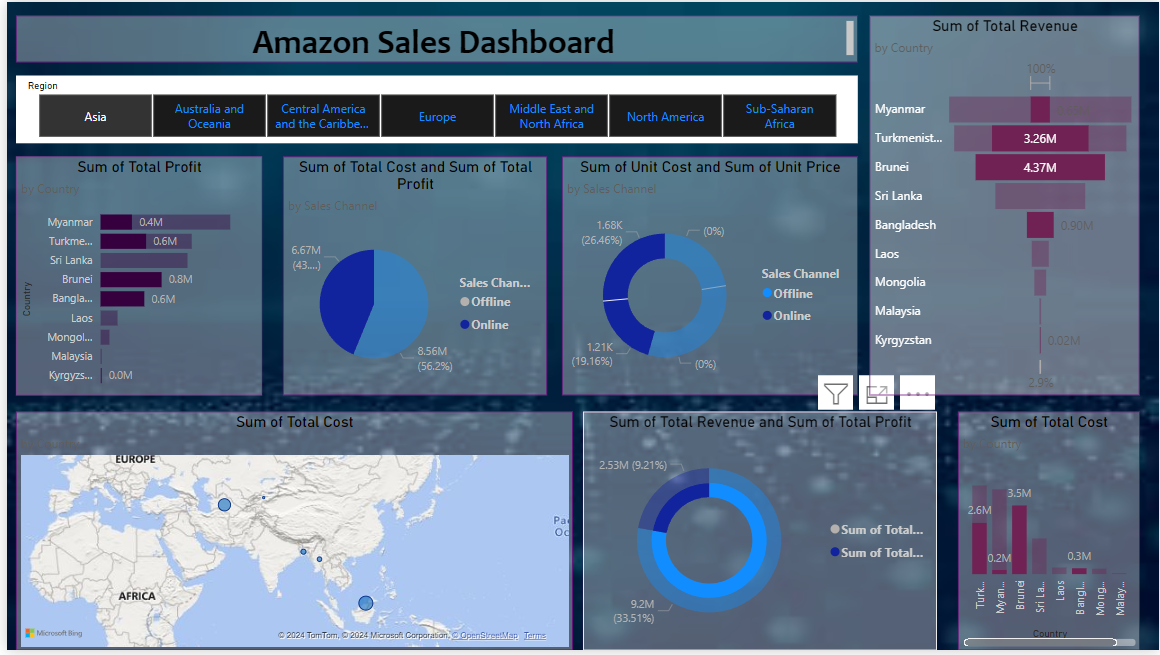 Amazon Sales Dashboard
Region
Asia
Australia and
Oceania
Central America
and the Caribbe...
Europe
Middle East and
North Africa
North America
Sub-Saharan
Africa
Sum of Total Profit
by Country
Country
Myanmar
0.4M
Turkme...
0.6M
Sri Lanka
Brunei
0.8M
Bangla...
0.6M
Laos
Mongol...
Malaysia
Kyrgyzs...
0.0M
Sum of Total Cost and Sum of Total
Profit
by Sales Channel
6.67M
(43....)
8.56M
(56.2%)
Sales Chan...
Offline
Online
Sum of Unit Cost and Sum of Unit Price
by Sales Channel
1.68K
(26.46%)
(0%)
1.21K
(19.16%)
(0%)
Sales Channel
Offline
Online
Sum of Total Revenue
by Country
100%
Myanmar
Turkmenist...
3.26M
Brunei
4.37M
Sri Lanka
Bangladesh
0.90M
Laos
Mongolia
Malaysia
Kyrgyzstan
0.02M
2.9%
Sum of Total Cost
EUROPE
AFRICA
Pac
Oc
Microsoft Bing
© 2024 TomTom, © 2024 Microsoft Corporation, © OpenStreetMap Terms
Sum of Total Revenue and Sum of Total Profit
2.53M (9.21%)
9.2M
(33.51%)
Sum of Total...
Sum of Total...
Sum of Total Cost
2.6M
0.2M
3.5M
0.3M
Turk...
Myan...
Brunei
Sri La...
Laos
Bangl...
Mong...
Malay...
Country